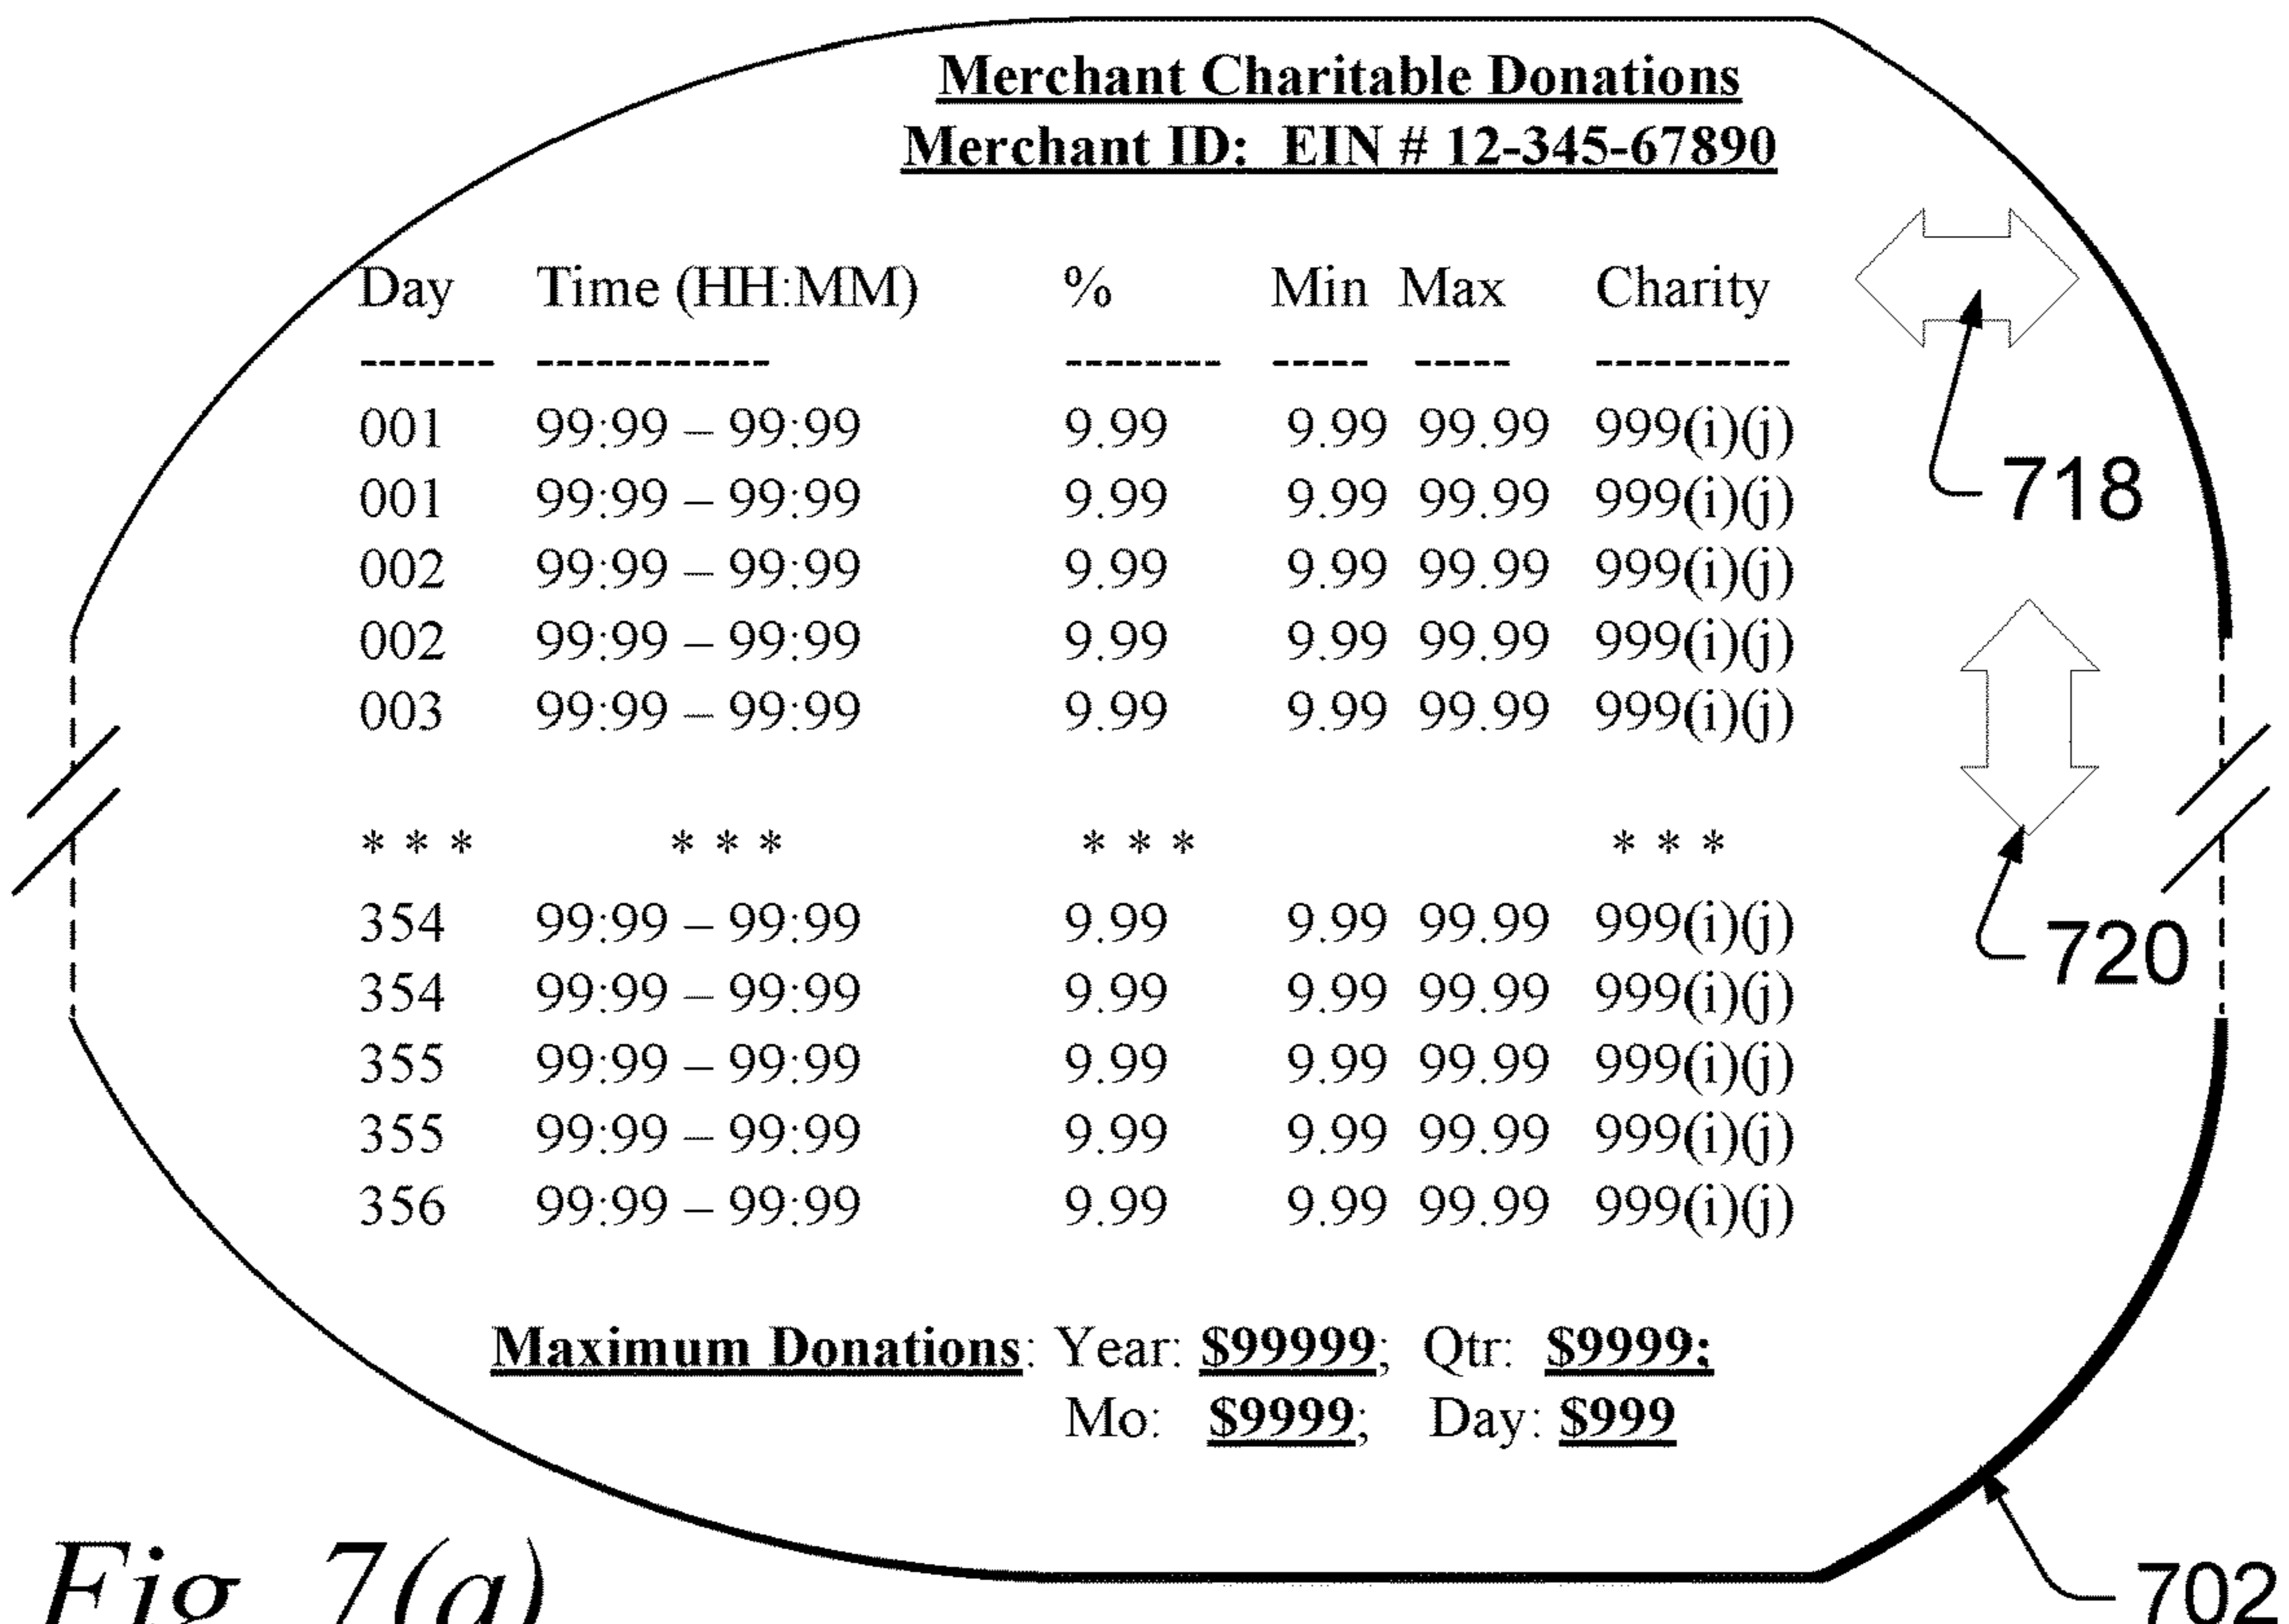 Merchant Charitable Donations
Merchant ID: EIN # 12-345-67890
Day Time (HH:MM) % Min Max Charity
------- ------------ -------- ----- ----- ----------
001 99:99 – 99:99 9.99 9.99 99.99 999(i)(j)
001 99:99 – 99:99 9.99 9.99 99.99 999(i)(j)
718
002 99:99 – 99:99 9.99 9.99 99.99 999(i)(j)
002 99:99 – 99:99 9.99 9.99 99.99 999(i)(j)
003 99:99 – 99:99 9.99 9.99 99.99 999(i)(j)
* * * * * * * * * * * *
354 99:99 – 99:99 9.99 9.99 99.99 999(i)(j)
720
354 99:99 – 99:99 9.99 9.99 99.99 999(i)(j)
355 99:99 – 99:99 9.99 9.99 99.99 999(i)(j)
355 99:99 – 99:99 9.99 9.99 99.99 999(i)(j)
356 99:99 – 99:99 9.99 9.99 99.99 999(i)(j)
Maximum Donations: Year: $99999; Qtr: $9999;
Mo: $9999; Day: $999
Fig. 7(a)
702